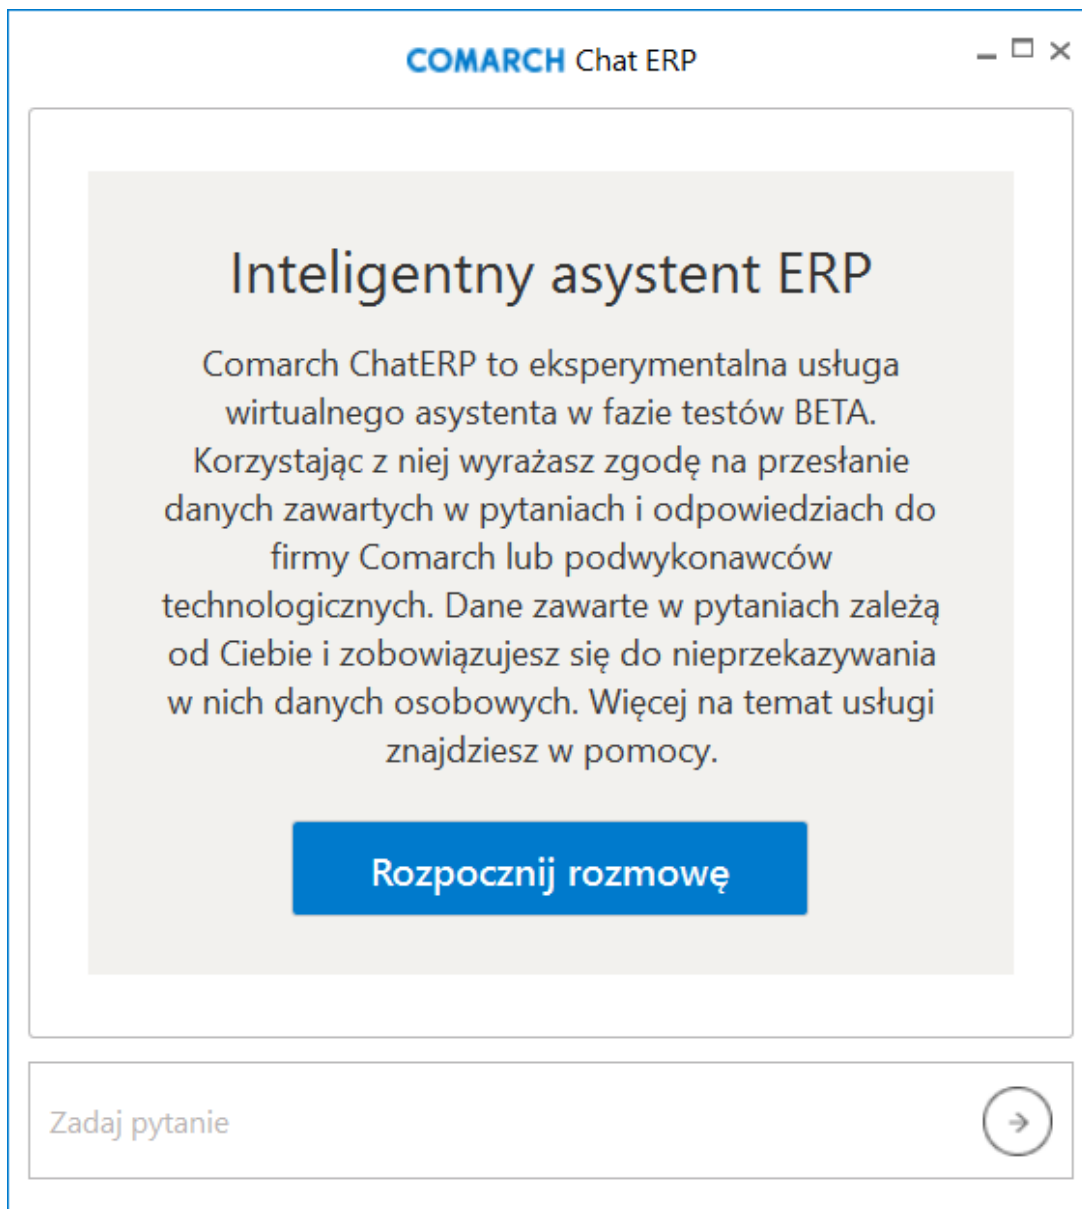 COMARCH Chat ERP
Inteligentny asystent ERP
Comarch ChatERP to eksperymentalna usługa
wirtualnego asystenta w fazie testów BETA.
Korzystając z niej wyrażasz zgodę na przesłanie
danych zawartych w pytaniach i odpowiedziach do
firmy Comarch lub podwykonawców
technologicznych. Dane zawarte w pytaniach zależą
od Ciebie i zobowiązujesz się do nieprzekazywania
w nich danych osobowych. Więcej na temat usługi
znajdziesz w pomocy.
Rozpocznij rozmowę
Zadaj pytanie